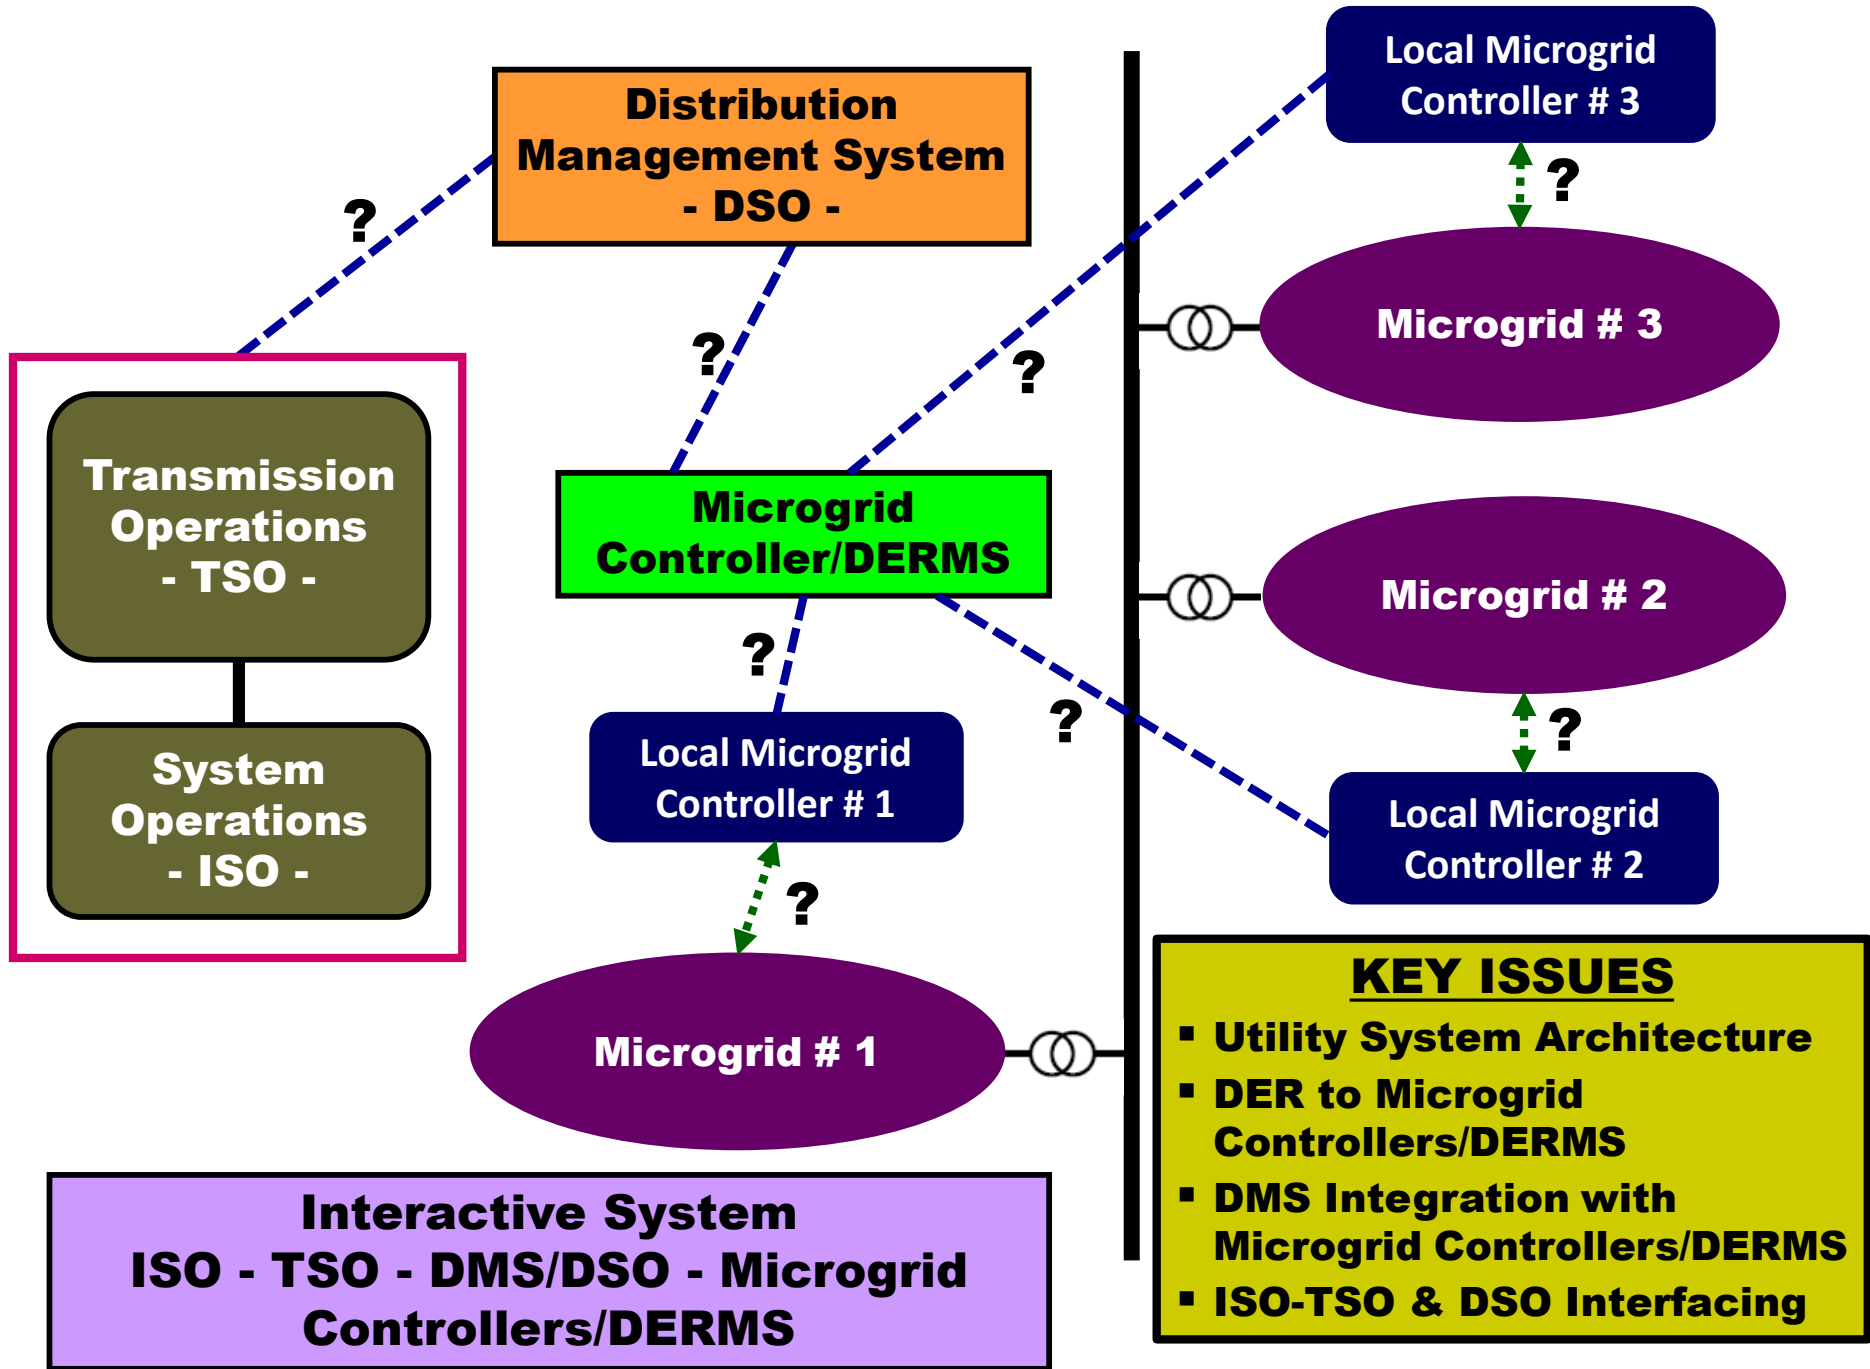 Distribution
Management System
- DSO -
Local Microgrid
Controller # 3
?
?
Microgrid # 3
?
?
Transmission
Operations
- TSO -
Microgrid
Controller/DERMS
Microgrid # 2
?
?
?
System
Operations
- ISO -
Local Microgrid
Controller # 1
Local Microgrid
Controller # 2
?
Microgrid # 1
KEY ISSUES
▪ Utility System Architecture
▪ DER to Microgrid
Controllers/DERMS
▪ DMS Integration with
Microgrid Controllers/DERMS
▪ ISO-TSO & DSO Interfacing
Interactive System
ISO - TSO - DMS/DSO - Microgrid
Controllers/DERMS